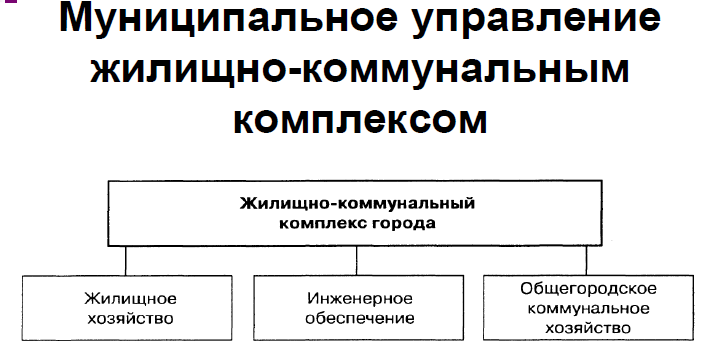 Муниципальное управление
жилищно-коммунальным
комплексом
Жилищно-коммунальный
комплекс города
Жилищное
хозяйство
Инженерное
обеспечение
Общегородское
коммунальное
хозяйство